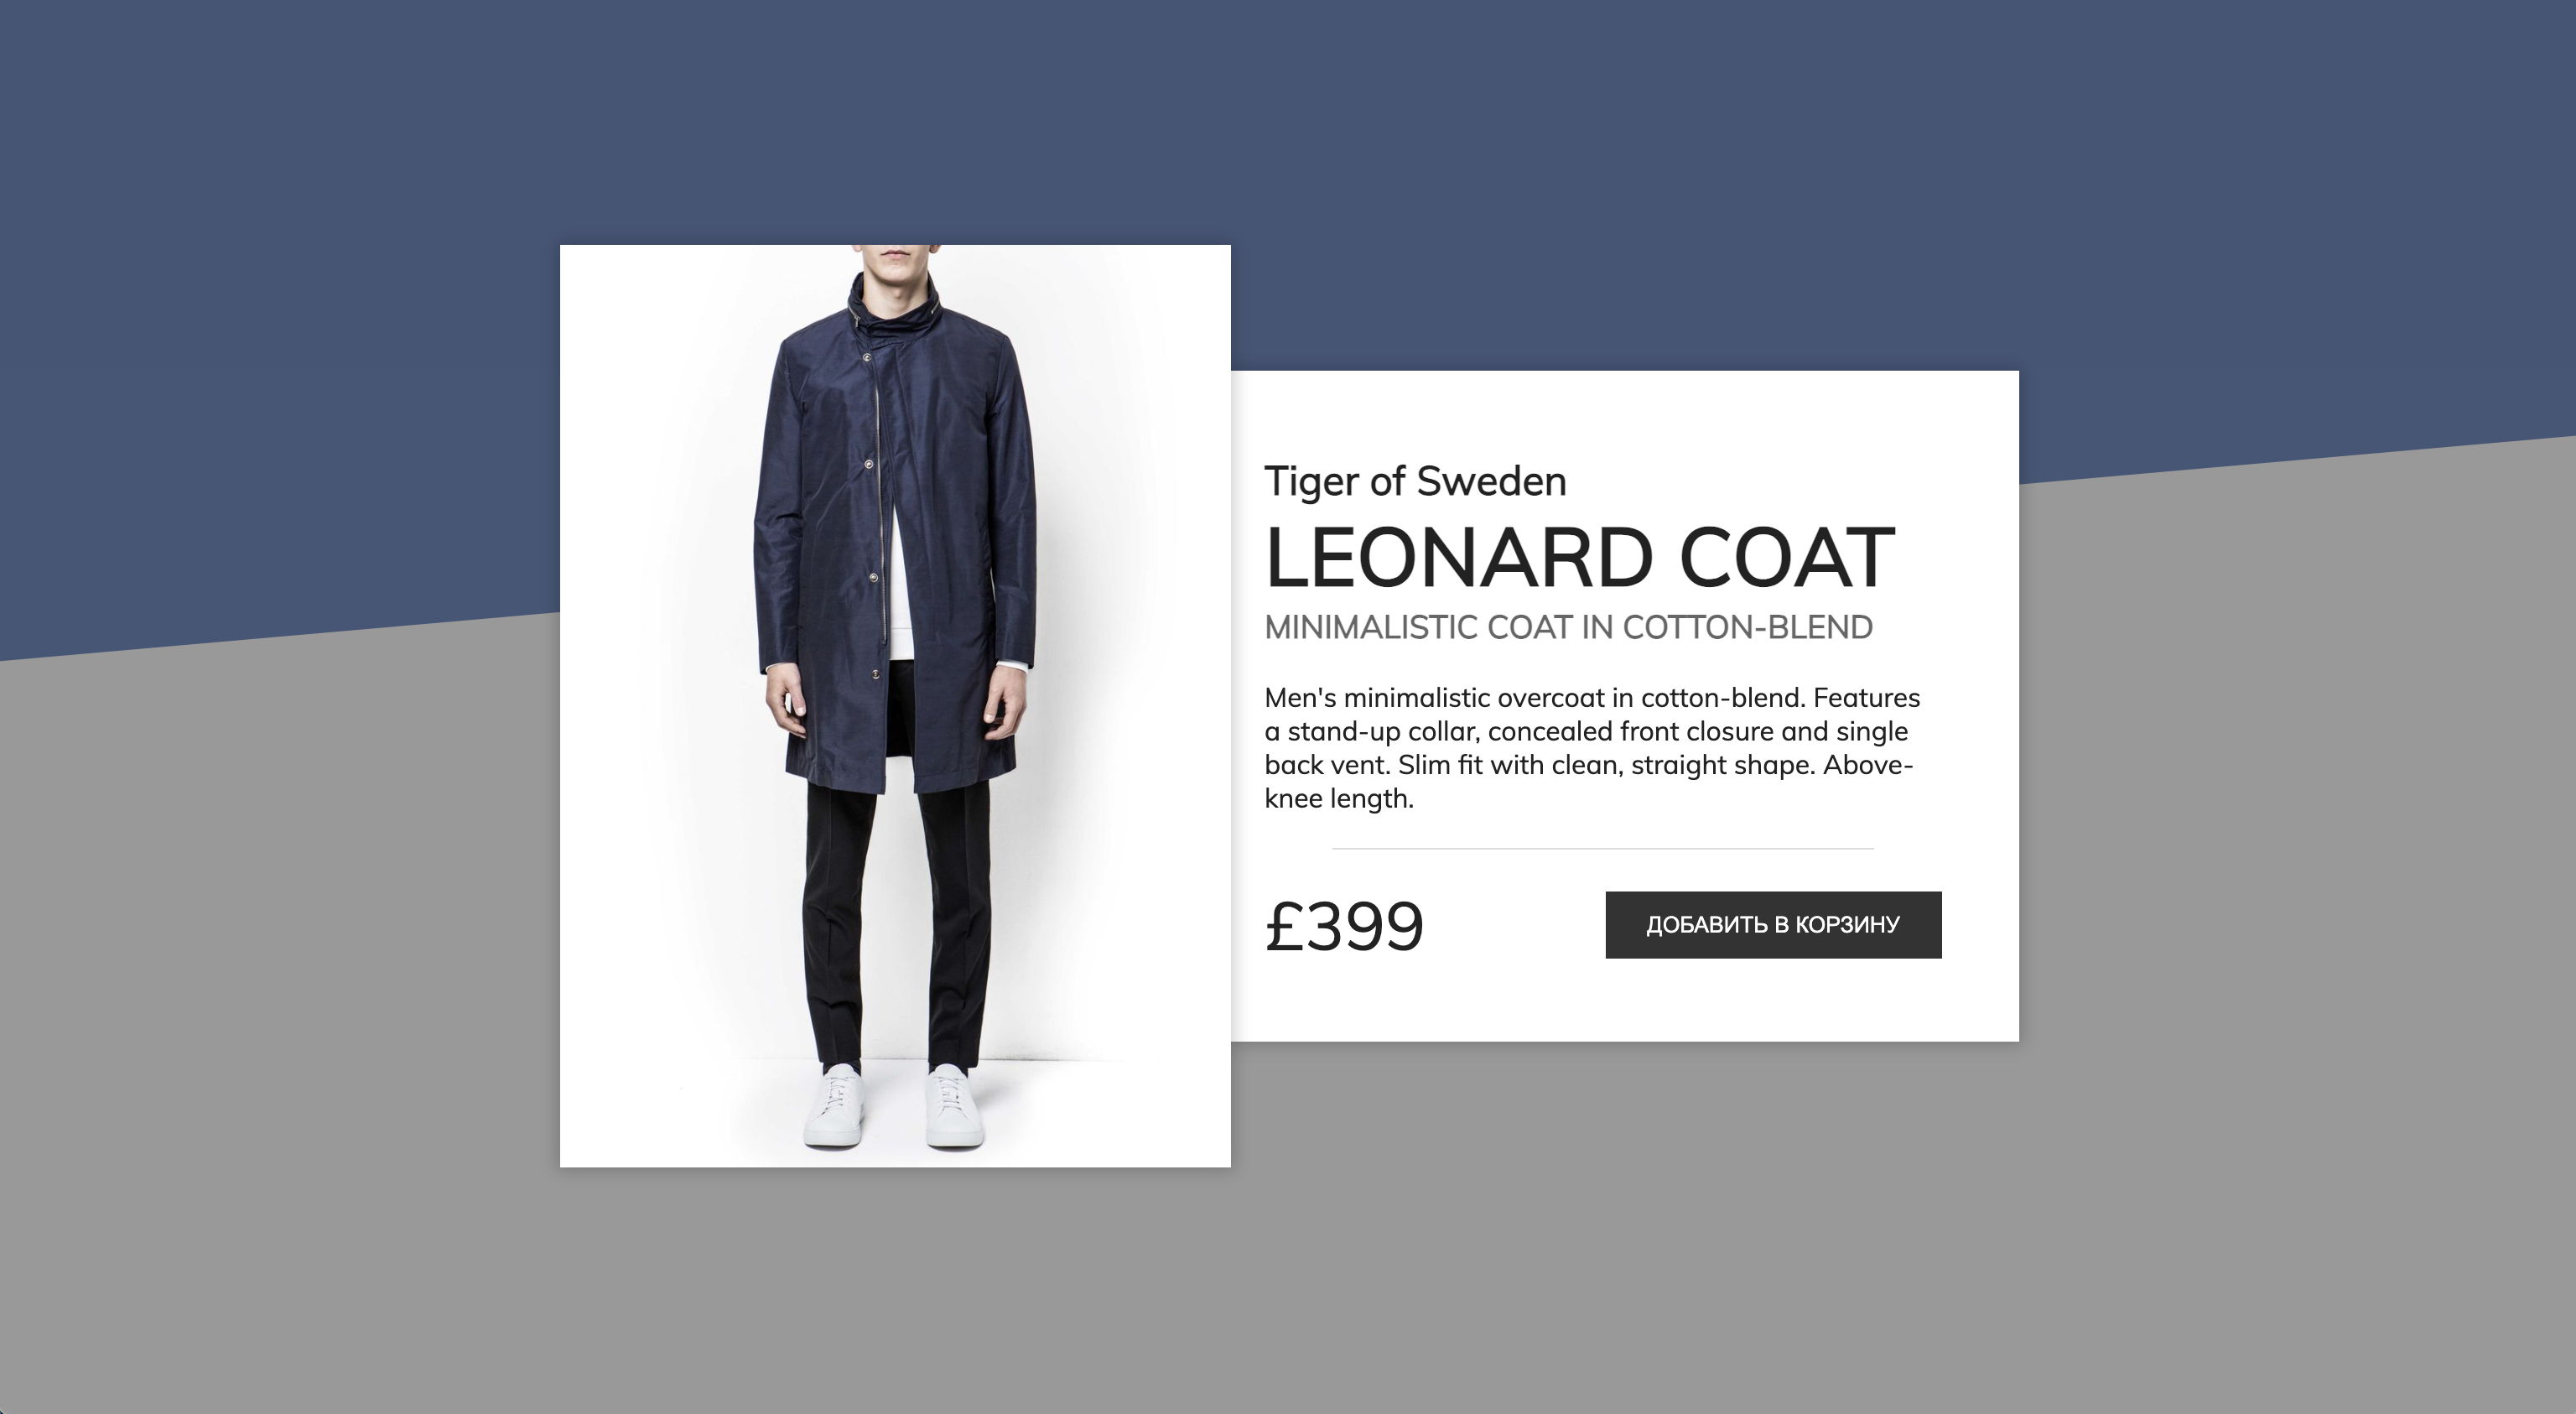 Tiger of Sweden
LEONARD COAT
MINIMALISTIC COAT IN COTTON-BLEND
Men's minimalistic overcoat in cotton-blend. Features
a stand-up collar, concealed front closure and single
back vent. Slim fit with clean, straight shape. Above-
knee length.
£399
ДОБАВИТЬ В КОРЗИНУ